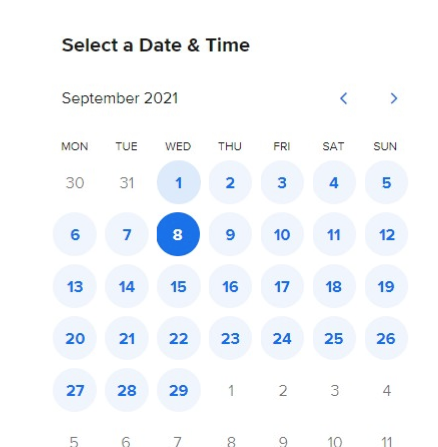 Select a Date & Time
September 2021
MON TUE WED THU FRI SAT SUN
30 31 1 2 3 4 5
6 7 8 9 10 11 12
13 14 15 16 17 18 19
20 21 22 23 24 25 26
27 28 29 1 2 3 4
5 6 7 8 9 10 11